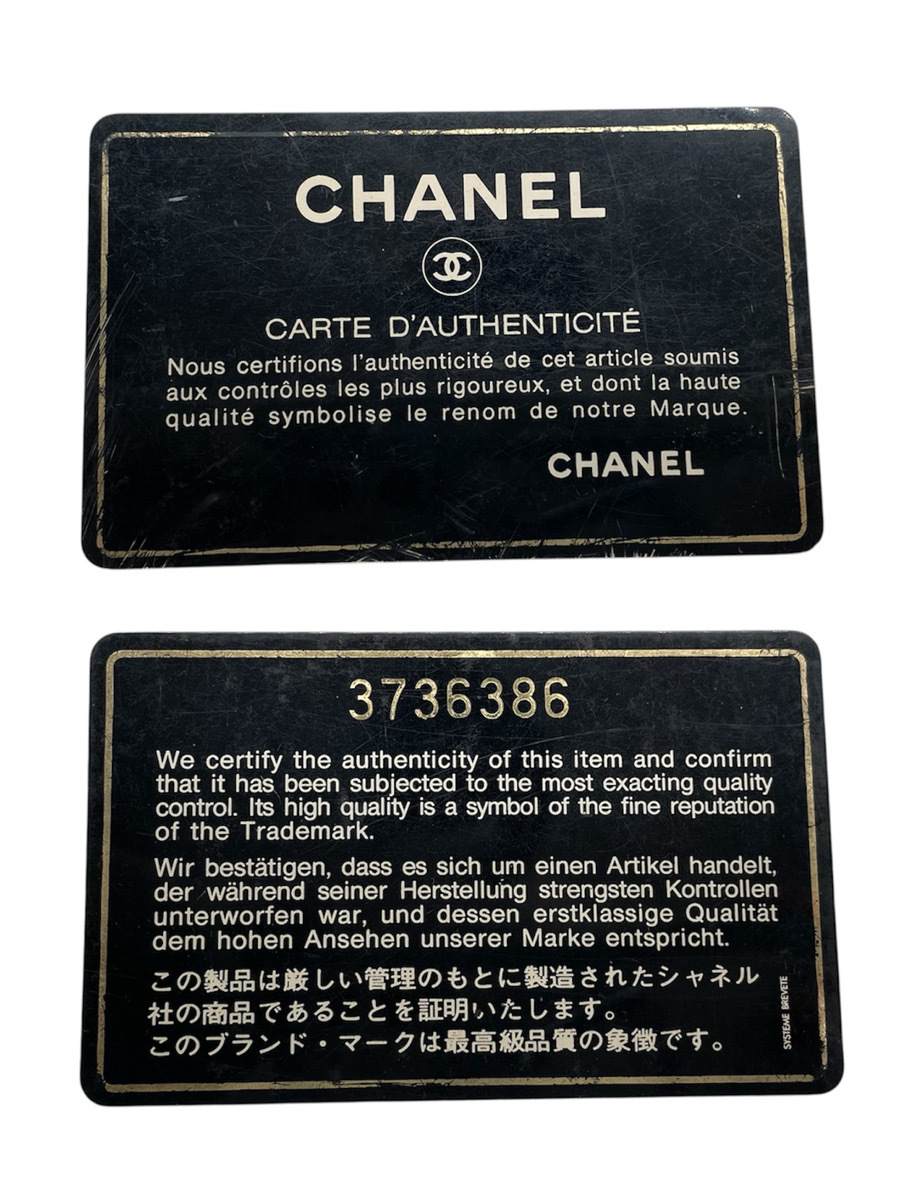 CHANEL
CARTE D'AUTHENTICITÉ
Nous certifions l'authenticité de cet article soumis
aux contrôles les plus rigoureux, et dont la haute
qualité symbolise le renom de notre Marque.
CHANEL
3736386
We certify the authenticity of this item and confirm
that it has been subjected to the most exacting quality
control. Its high quality is a symbol of the fine reputation
of the Trademark.
Wir bestätigen, dass es sich um einen Artikel handelt,
der während seiner Herstellung strengsten Kontrollen
unterworfen war, und dessen erstklassige Qualität
dem hohen Ansehen unserer Marke entspricht.
この製品は厳しい管理のもとに製造されたシャネル
社の商品であることを証明いたします。
このブランド・マークは最高級品質の象徴です。
SYSTEME BREVETE